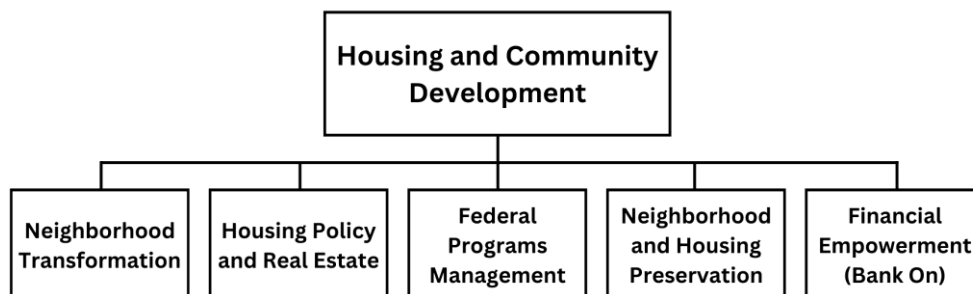 Housing and Community
Development
Neighborhood
Transformation
Housing Policy
and Real Estate
Federal
Programs
Management
Neighborhood
and Housing
Preservation
Financial
Empowerment
(Bank On)